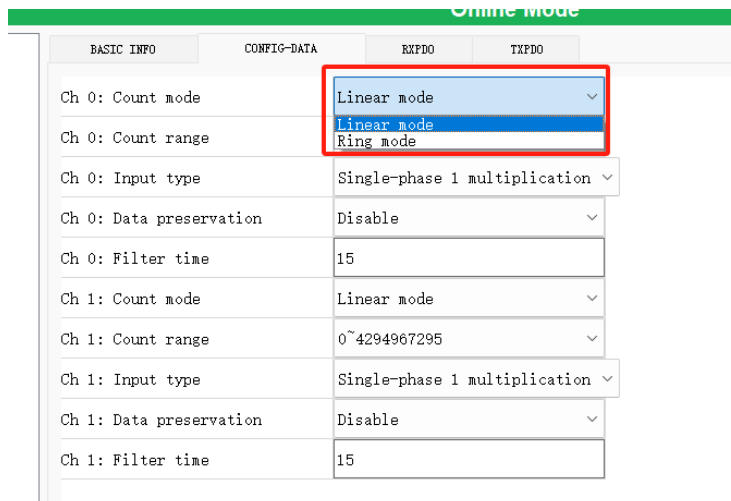 Online Mode
BASIC INFO CONFIG-DATA RXPDO TXPDO
Ch 0: Count mode Linear mode
Linear mode
Ch 0: Count range
Ring mode
Ch 0: Input type Single-phase 1 multiplication
Ch 0: Data preservation Disable
Ch 0: Filter time 15
Ch 1: Count mode Linear mode
Ch 1: Count range 0~4294967295
Ch 1: Input type Single-phase 1 multiplication
Ch 1: Data preservation Disable
Ch 1: Filter time 15